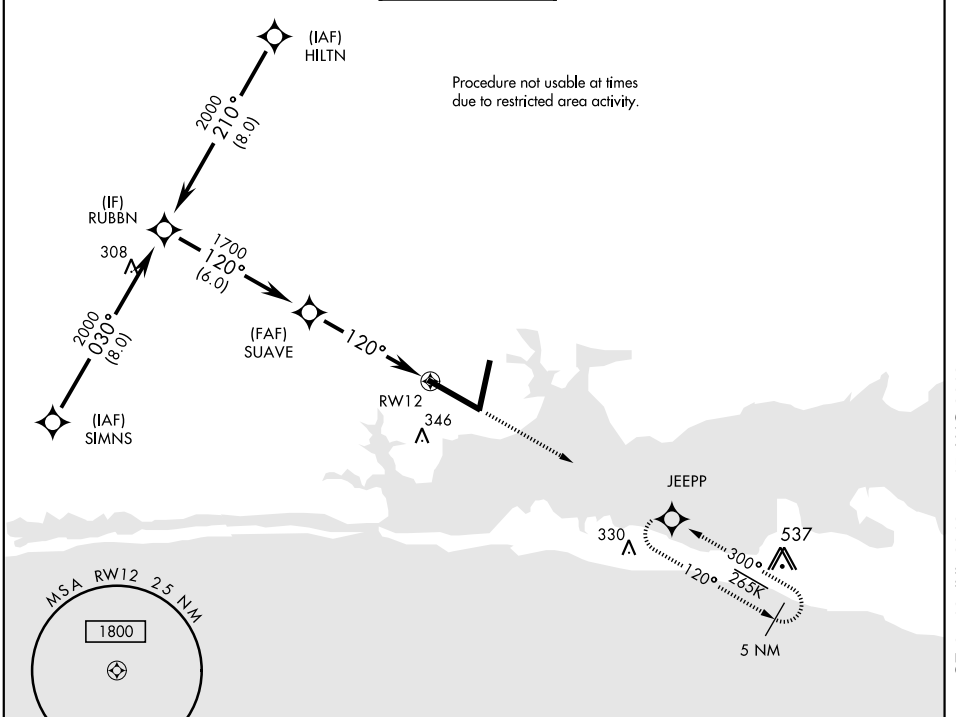 (IAF)
HILTN
Procedure not usable at times
due to restricted area activity.
2000
210°
(8.0)
(IF)
RUBBN
308
1700
120°
(6.0)
2000
030°
(8.0)
(FAF)
SUAVE
120°
RW12
346
(IAF)
SIMNS
JEEPP
330
537
300°
265K
120°
5 NM
MSA RW12 25 NM
1800